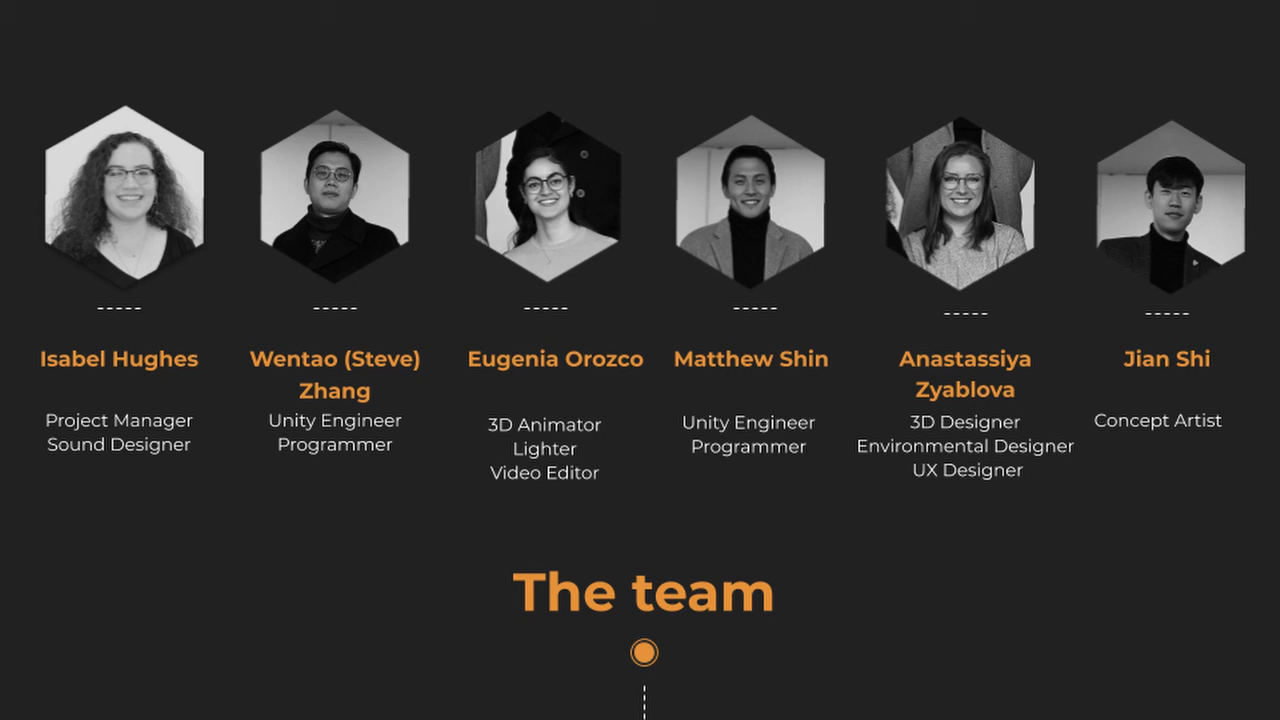 Isabel Hughes
Project Manager
Sound Designer
Wentao (Steve)
Zhang
Unity Engineer
Programmer
Eugenia Orozco
3D Animator
Lighter
Video Editor
Matthew Shin
Unity Engineer
Programmer
Anastassiya
Zyablova
3D Designer
Environmental Designer
UX Designer
Jian Shi
Concept Artist
The team